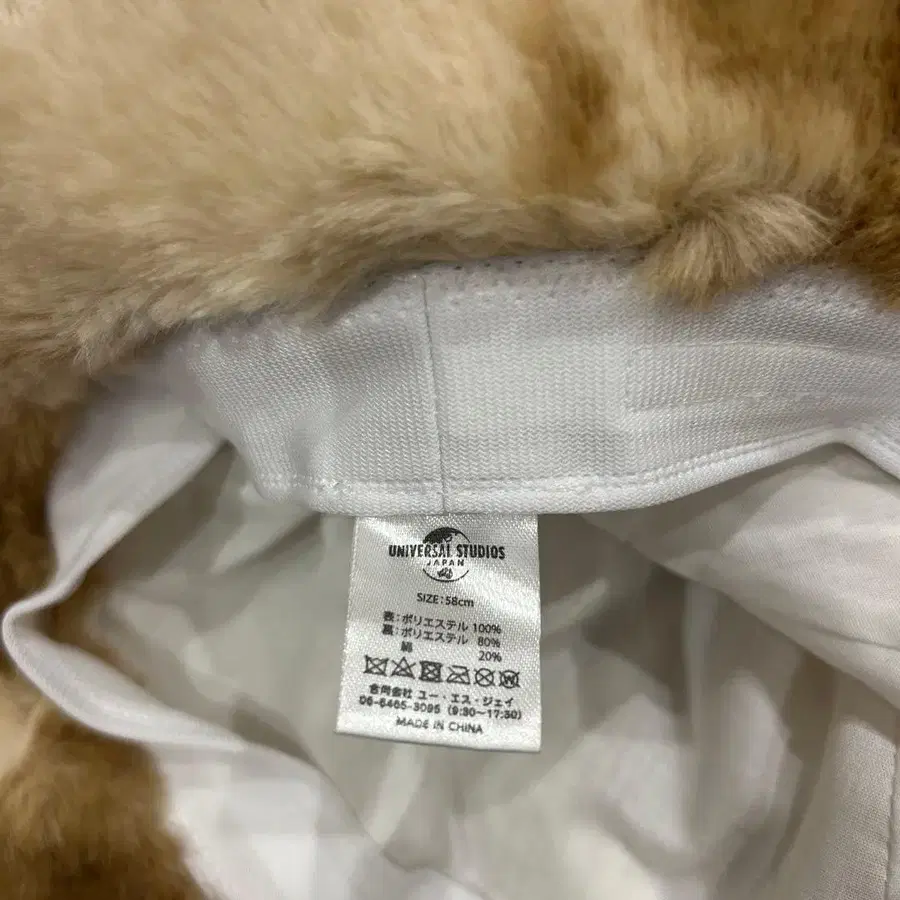 UNIVERSAL STUDIOS
JAPAN
SIZE:58cm
表:ポリエステル 100%
裏:ポリエステル 80%
綿 20%
合同会社 ユー・エス・ジェイ
06-6465-3095 (9:30〜17:30)
MADE IN CHINA